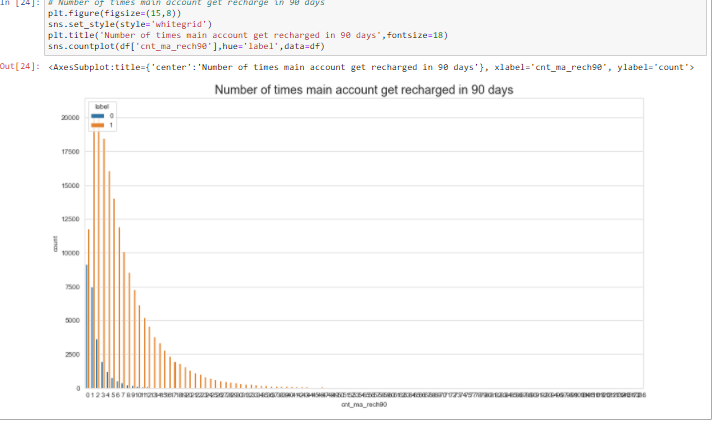 In [24]: # Number of times main account get recharge in 90 days
plt.figure(figsize=(15,8))
sns.set_style(style='whitegrid')
plt.title('Number of times main account get recharged in 90 days',fontsize=18)
sns.countplot(df['cnt_ma_rech90'],hue='label',data=df)
Out[24]: <AxesSubplot:title={'center':'Number of times main account get recharged in 90 days'}, xlabel='cnt_ma_rech90', ylabel='count'>
Number of times main account get recharged in 90 days
label
0
1
20000
17500
15000
12500
10000
7500
5000
2500
0
count
0 1 2 3 4 5 6 7 8 9
cnt_ma_rech90